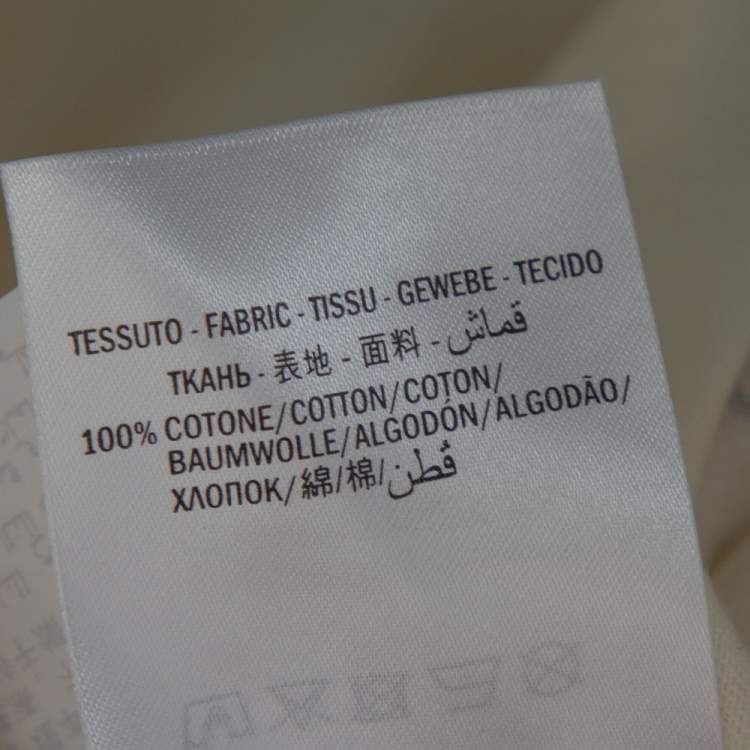 TESSUTO - FABRIC - TISSU - GEWEBE - TECIDO
ТКАНЬ - 表地 - 面料 - قماش
100% COTONE/COTTON/COTON/
BAUMWOLLE/ALGODÓN/ALGODÃO/
ХЛОПОК/綿/棉/قُطن